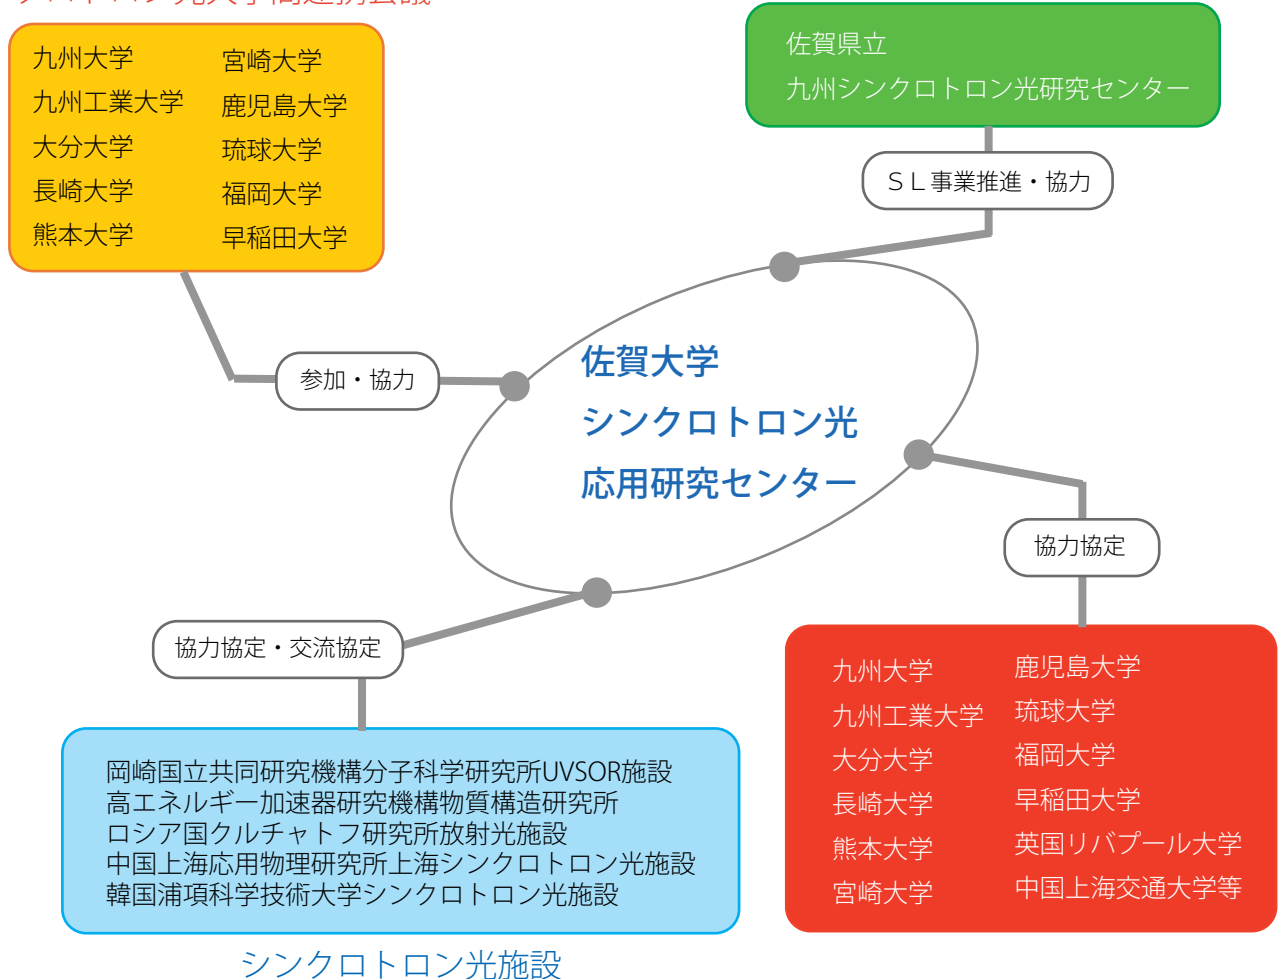 九州大学
九州工業大学
大分大学
長崎大学
熊本大学
宮崎大学
鹿児島大学
琉球大学
福岡大学
早稲田大学
佐賀県立
九州シンクロトロン光研究センター
ＳＬ事業推進・協力
参加・協力
佐賀大学
シンクロトロン光
応用研究センター
協力協定
協力協定・交流協定
岡崎国立共同研究機構分子科学研究所UVSOR施設
高エネルギー加速器研究機構物質構造研究所
ロシア国クルチャトフ研究所放射光施設
中国上海応用物理研究所上海シンクロトロン光施設
韓国浦項科学技術大学シンクロトロン光施設
シンクロトロン光施設
九州大学
九州工業大学
大分大学
長崎大学
熊本大学
宮崎大学
鹿児島大学
琉球大学
福岡大学
早稲田大学
英国リバプール大学
中国上海交通大学等